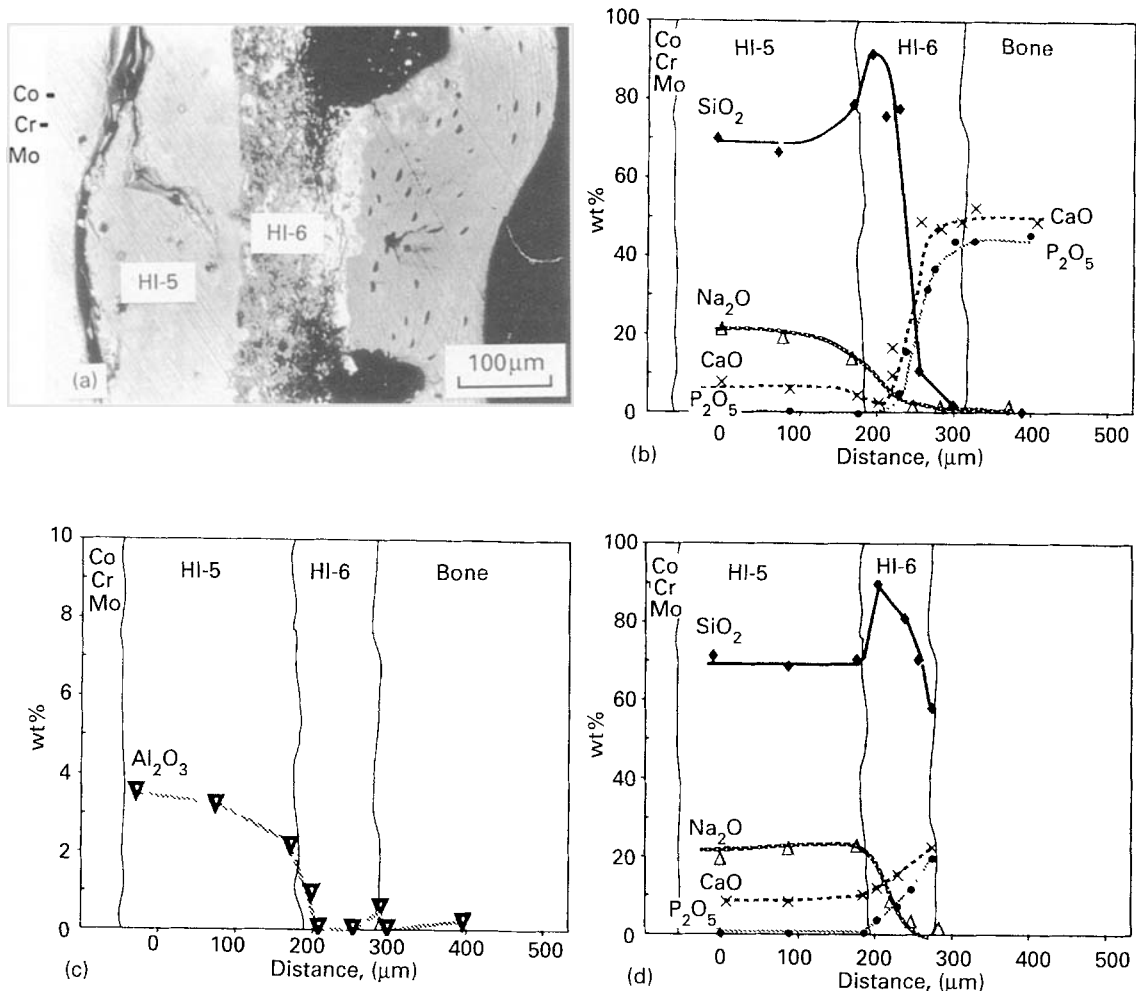 Co
Cr
Mo
HI-5
HI-6
(a)
100μm
100
80
60
40
20
0
wt%
Co
Cr
Mo
HI-5
HI-6
Bone
SiO2
Na2O
CaO
P2O5
CaO
P2O5
0 100 200 300 400 500
Distance, (μm)
(b)
10
8
6
4
2
0
wt%
Co
Cr
Mo
HI-5
HI-6
Bone
Al2O3
0 100 200 300 400 500
Distance, (μm)
(c)
100
80
60
40
20
0
wt%
Co
Cr
Mo
HI-5
HI-6
SiO2
Na2O
CaO
P2O5
0 100 200 300 400 500
Distance, (μm)
(d)